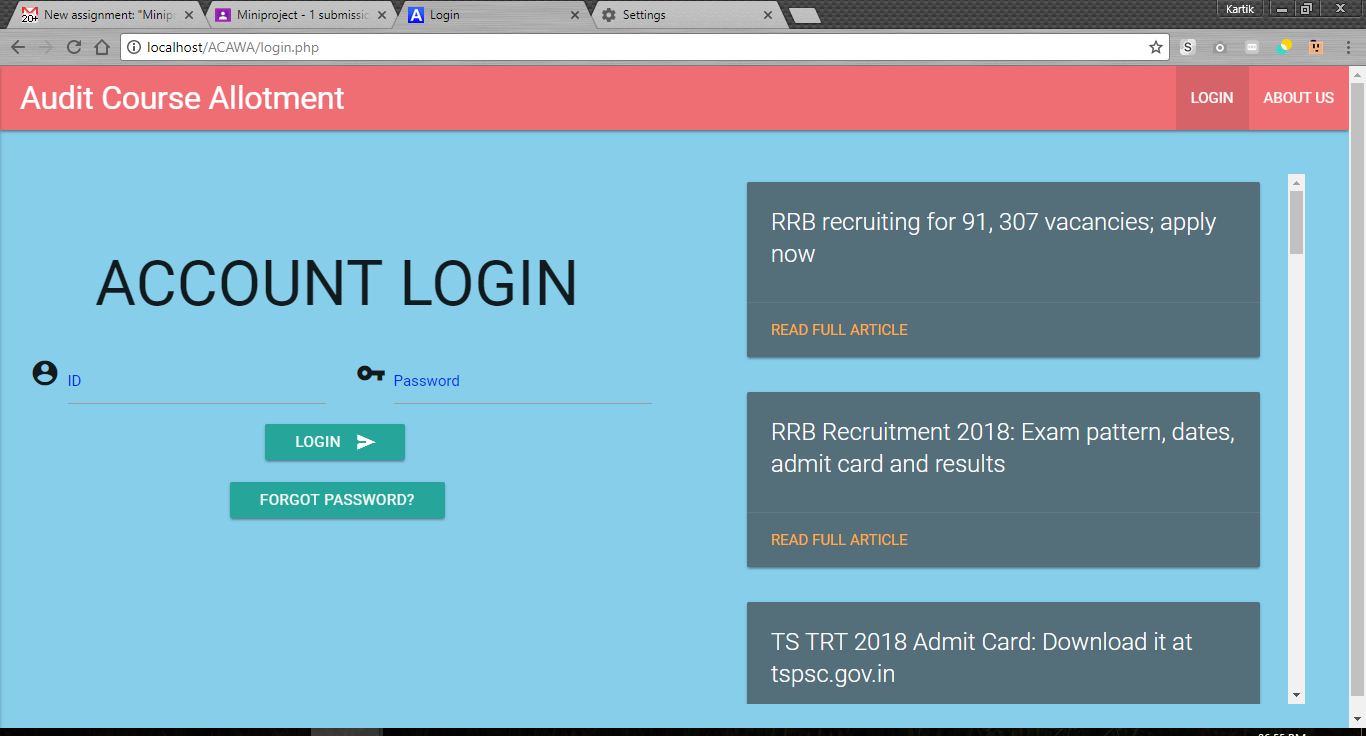 20+
New assignment: "Minip
Miniproject - 1 submissi
A
Login
Settings
Kartik
localhost/ACAWA/login.php
S
Audit Course Allotment
LOGIN
ABOUT US
ACCOUNT LOGIN
ID
Password
LOGIN
FORGOT PASSWORD?
RRB recruiting for 91, 307 vacancies; apply
now
READ FULL ARTICLE
RRB Recruitment 2018: Exam pattern, dates,
admit card and results
READ FULL ARTICLE
TS TRT 2018 Admit Card: Download it at
tspsc.gov.in